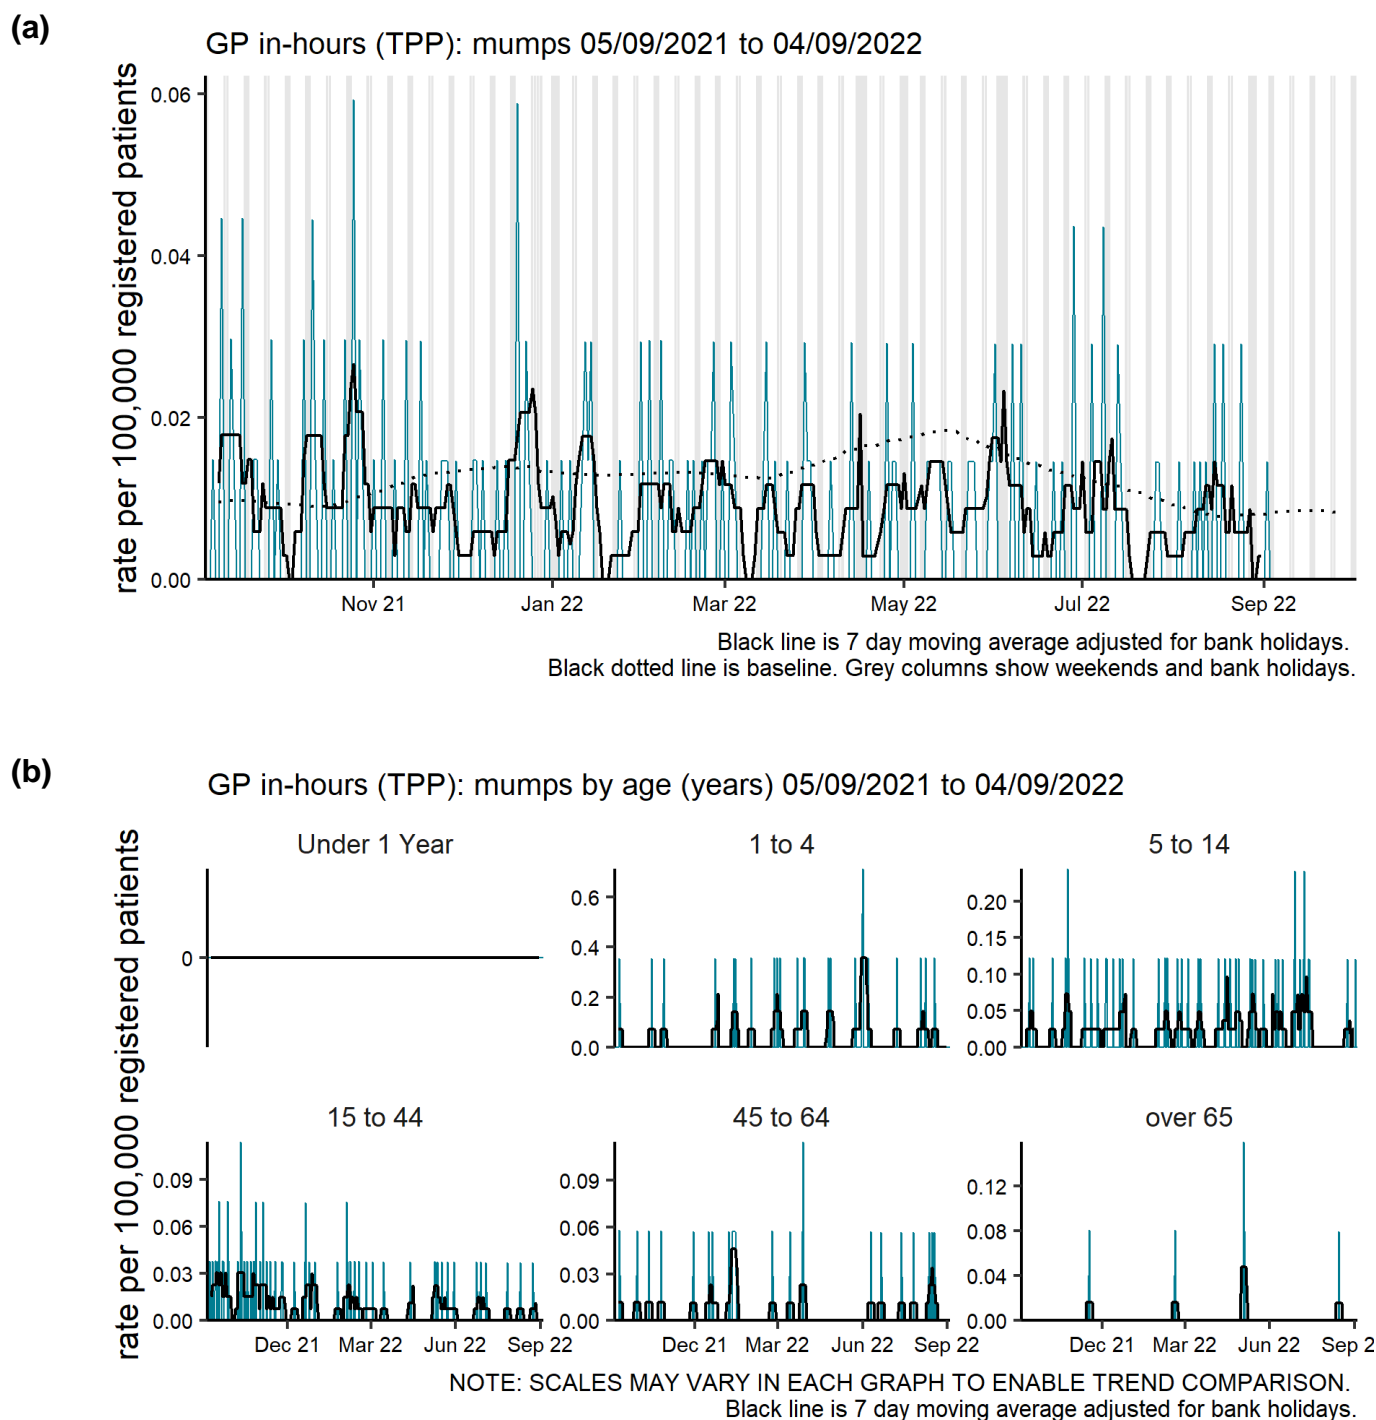 (a)
GP in-hours (TPP): mumps 05/09/2021 to 04/09/2022
rate per 100,000 registered patients
0.06
0.04
0.02
0.00
Nov 21 Jan 22 Mar 22 May 22 Jul 22 Sep 22
Black line is 7 day moving average adjusted for bank holidays.
Black dotted line is baseline. Grey columns show weekends and bank holidays.
(b)
GP in-hours (TPP): mumps by age (years) 05/09/2021 to 04/09/2022
rate per 100,000 registered patients
Under 1 Year
0
1 to 4
0.6
0.4
0.2
0.0
5 to 14
0.20
0.15
0.10
0.05
0.00
15 to 44
0.09
0.06
0.03
0.00
Dec 21 Mar 22 Jun 22 Sep 22
45 to 64
0.09
0.06
0.03
0.00
Dec 21 Mar 22 Jun 22 Sep 22
over 65
0.12
0.08
0.04
0.00
Dec 21 Mar 22 Jun 22 Sep 2
NOTE: SCALES MAY VARY IN EACH GRAPH TO ENABLE TREND COMPARISON.
Black line is 7 day moving average adjusted for bank holidays.